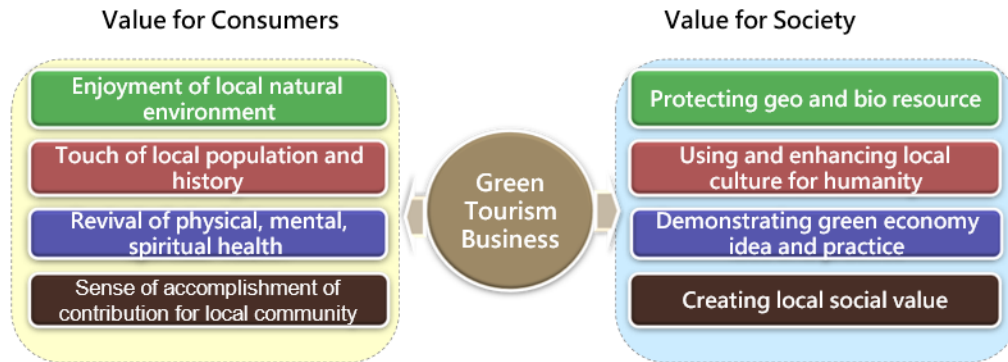 Value for Consumers
Enjoyment of local natural
environment
Touch of local population and
history
Revival of physical, mental,
spiritual health
Sense of accomplishment of
contribution for local community
Green
Tourism
Business
Value for Society
Protecting geo and bio resource
Using and enhancing local
culture for humanity
Demonstrating green economy
idea and practice
Creating local social value